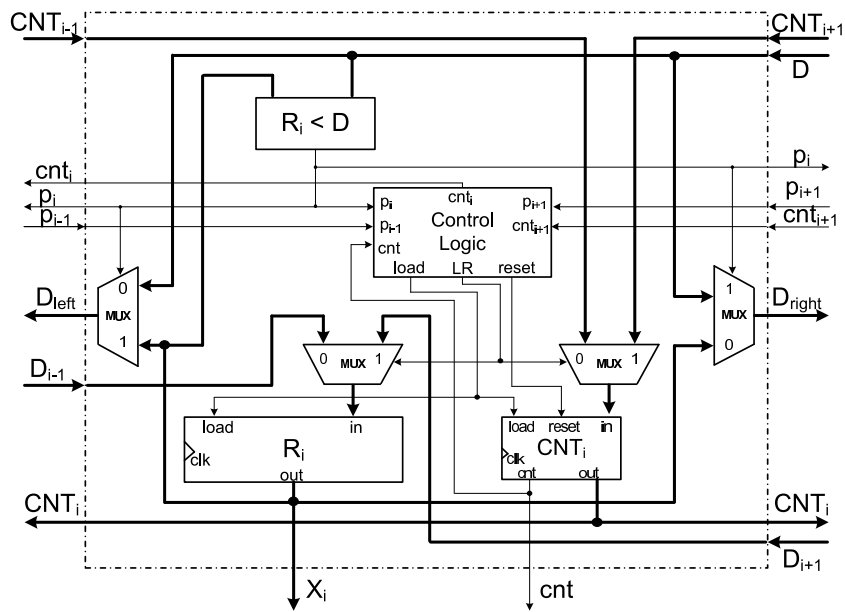 CNTi-1
CNTi+1
D
Ri < D
cnti
pi
pi
pi-1
pi+1
cnti+1
cnti
pi
pi+1
pi-1
Control
cnti+1
cnt
Logic
load
LR
reset
0
MUX
1
Dleft
1
MUX
0
Dright
0
MUX
1
0
MUX
1
Di-1
load
in
Ri
clk
out
load
reset
in
CNTi
clk
cnt
out
CNTi
CNTi
Di+1
Xi
cnt